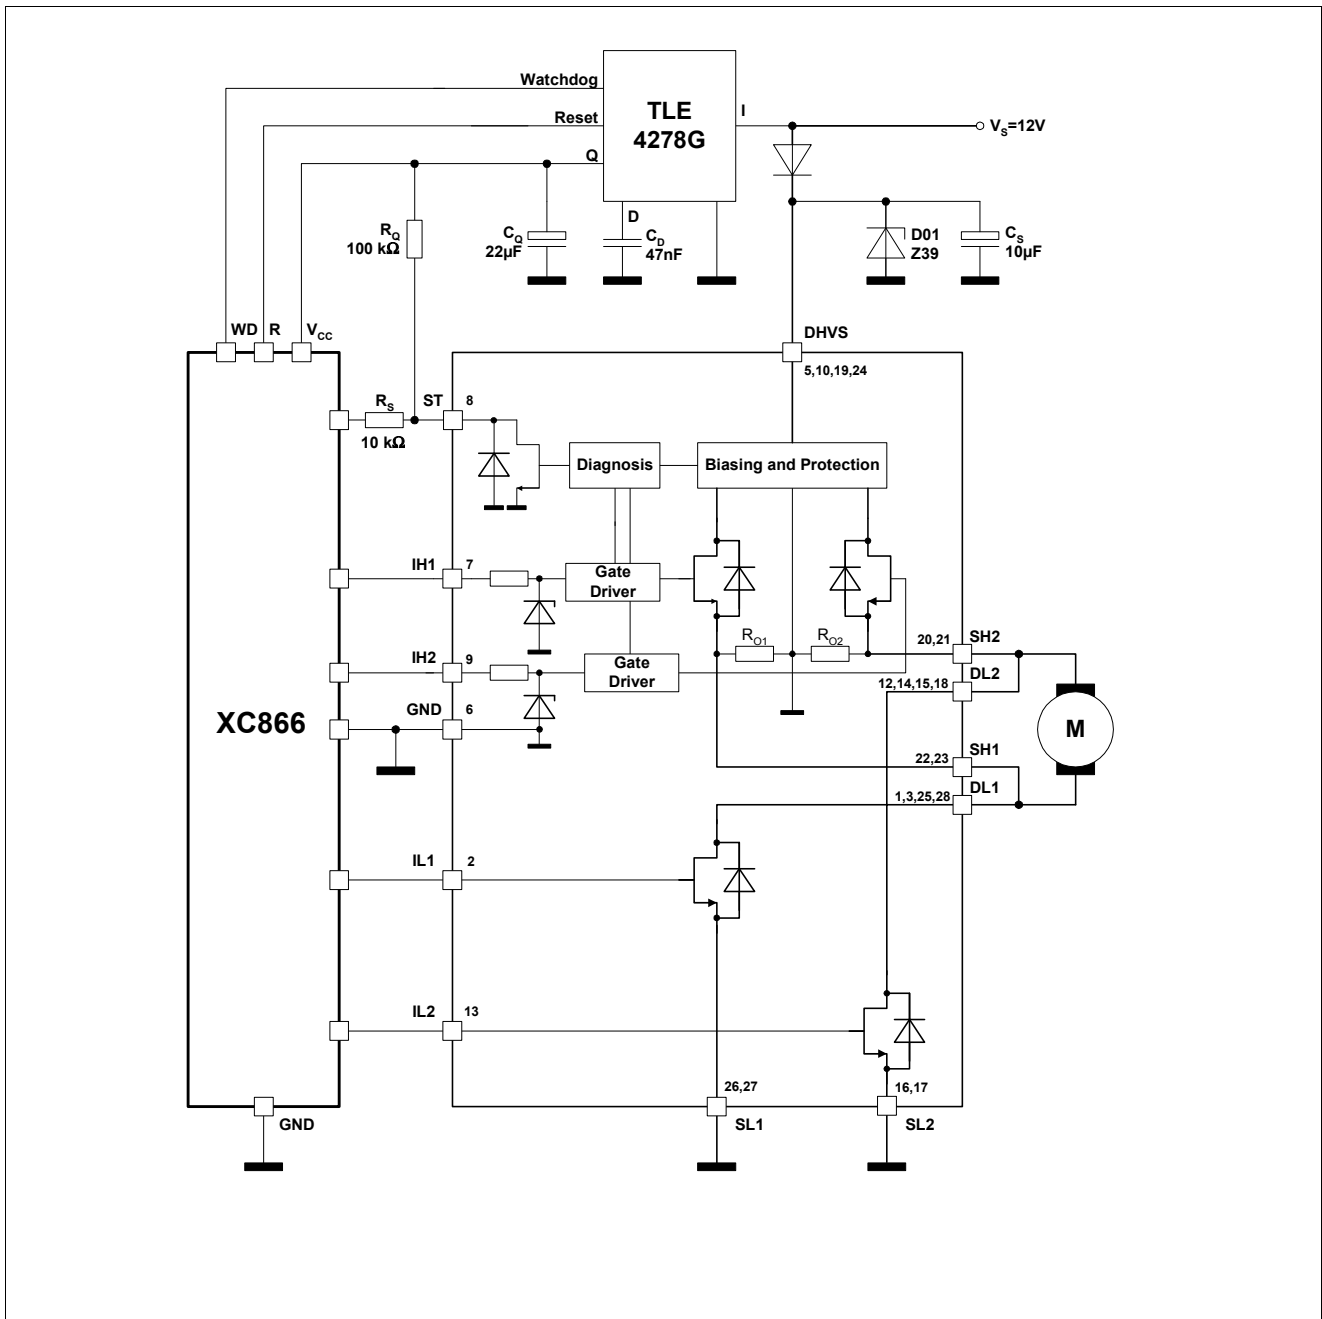 Watchdog
Reset
Q
TLE
4278G
I
V_S=12V
D
R_Q
100 kΩ
C_Q
22µF
C_D
47nF
D01
Z39
C_S
10µF
WD
R
V_CC
DHVS
5,10,19,24
R_S
10 kΩ
ST
8
Diagnosis
Biasing and Protection
IH1
7
Gate
Driver
R_O1
R_O2
20,21
SH2
IH2
9
Gate
Driver
12,14,15,18
DL2
GND
6
XC866
M
SH1
22,23
DL1
1,3,25,28
IL1
2
IL2
13
26,27
16,17
SL1
SL2
GND